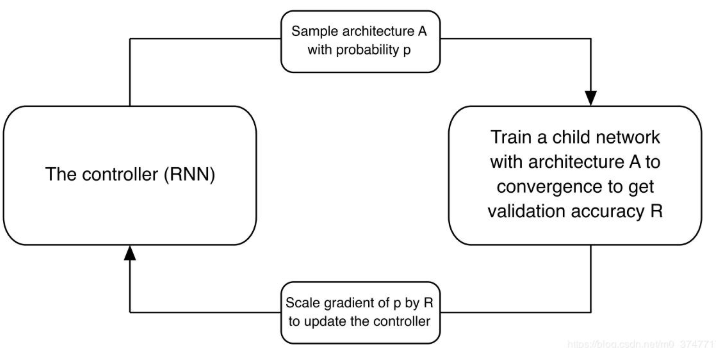 Sample architecture A
with probability p
The controller (RNN)
Train a child network
with architecture A to
convergence to get
validation accuracy R
Scale gradient of p by R
to update the controller